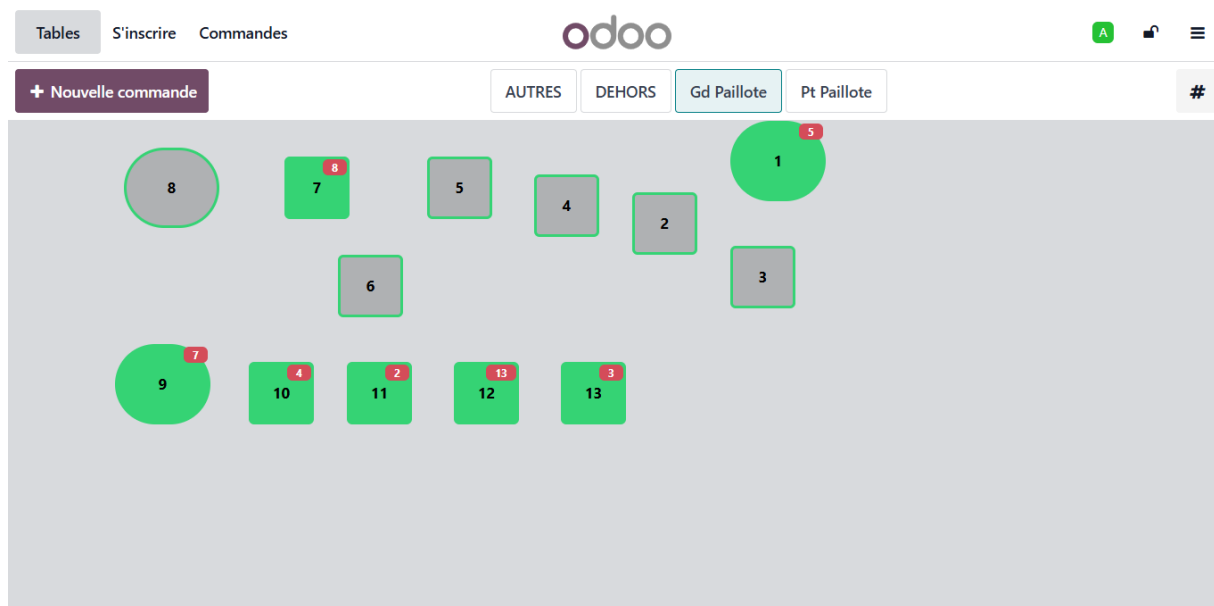 Tables S'inscrire Commandes odoo A
+ Nouvelle commande AUTRES DEHORS Gd Paillote Pt Paillote #
5
1
8
8 7 5
4
2
3
6
7
9
4 2 13 3
10 11 12 13